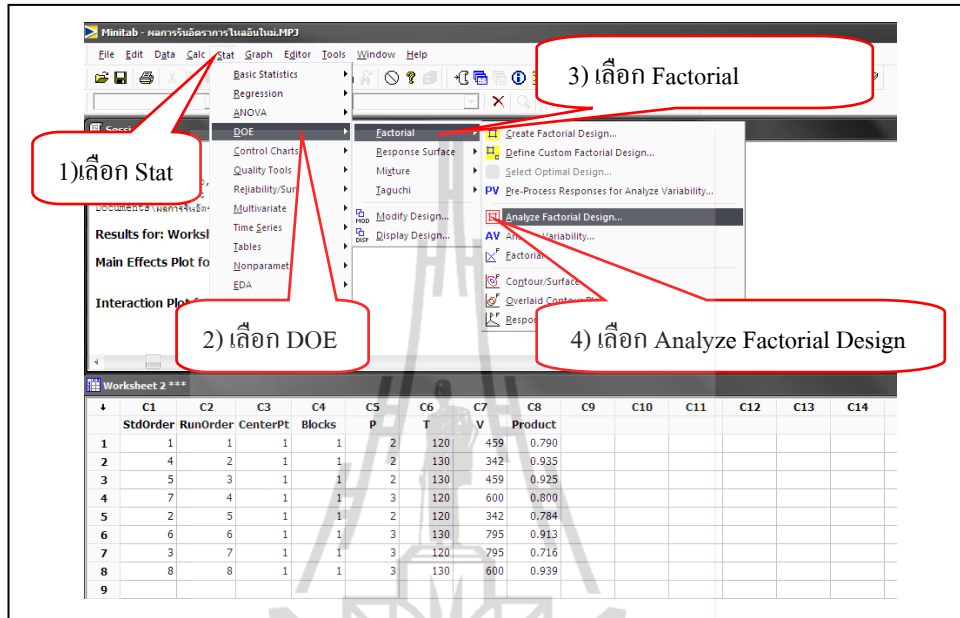 Minitab - ผลการรันอัตราการไหลอันใหม่.MPJ
File Edit Data Calc Stat Graph Editor Tools Window Help
3) เลือก Factorial
Basic Statistics
Regression
ANOVA
DOE
Control Charts
Quality Tools
Reliability/Sur
Multivariate
Time Series
Tables
Nonparamet
EDA
Factorial
Response Surface
Mixture
Taguchi
Modify Design...
Display Design...
Create Factorial Design...
Define Custom Factorial Design...
Select Optimal Design...
Pre-Process Responses for Analyze Variability...
Analyze Factorial Design...
Variability...
Factorial
Contour/Surface
Overlaid Contour
Respon
1)เลือก Stat
Results for: Worksh
Main Effects Plot fo
Interaction Plo
2) เลือก DOE
4) เลือก Analyze Factorial Design
Worksheet 2 ***
C1 C2 C3 C4 C5 C6 C7 C8 C9 C10 C11 C12 C13 C14
StdOrder RunOrder CenterPt Blocks P T V Product
1 1 1 1 1 2 120 459 0.790
2 4 2 1 1 2 130 342 0.935
3 5 3 1 1 2 130 459 0.925
4 7 4 1 1 3 120 600 0.800
5 2 5 1 1 2 120 342 0.784
6 6 6 1 1 3 130 795 0.913
7 3 7 1 1 3 120 795 0.716
8 8 8 1 1 3 130 600 0.939
9